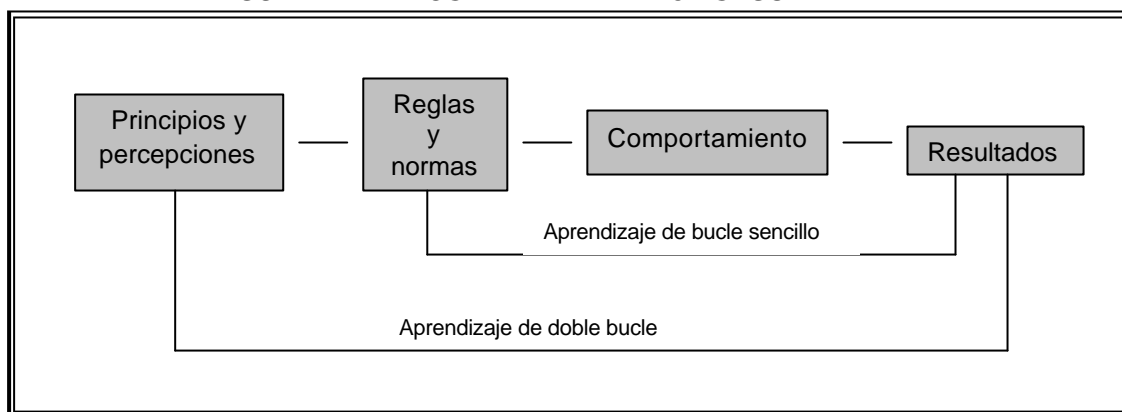 Principios y
percepciones
Reglas
y
normas
Comportamiento
Resultados
Aprendizaje de bucle sencillo
Aprendizaje de doble bucle